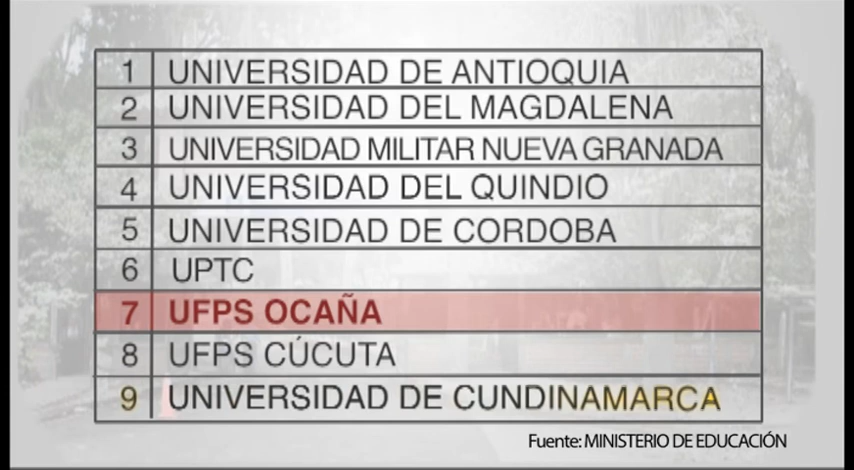 1 UNIVERSIDAD DE ANTIOQUIA
2 UNIVERSIDAD DEL MAGDALENA
3 UNIVERSIDAD MILITAR NUEVA GRANADA
4 UNIVERSIDAD DEL QUINDIO
5 UNIVERSIDAD DE CORDOBA
6 UPTC
7 UFPS OCAÑA
8 UFPS CÚCUTA
9 UNIVERSIDAD DE CUNDINAMARCA
Fuente: MINISTERIO DE EDUCACIÓN